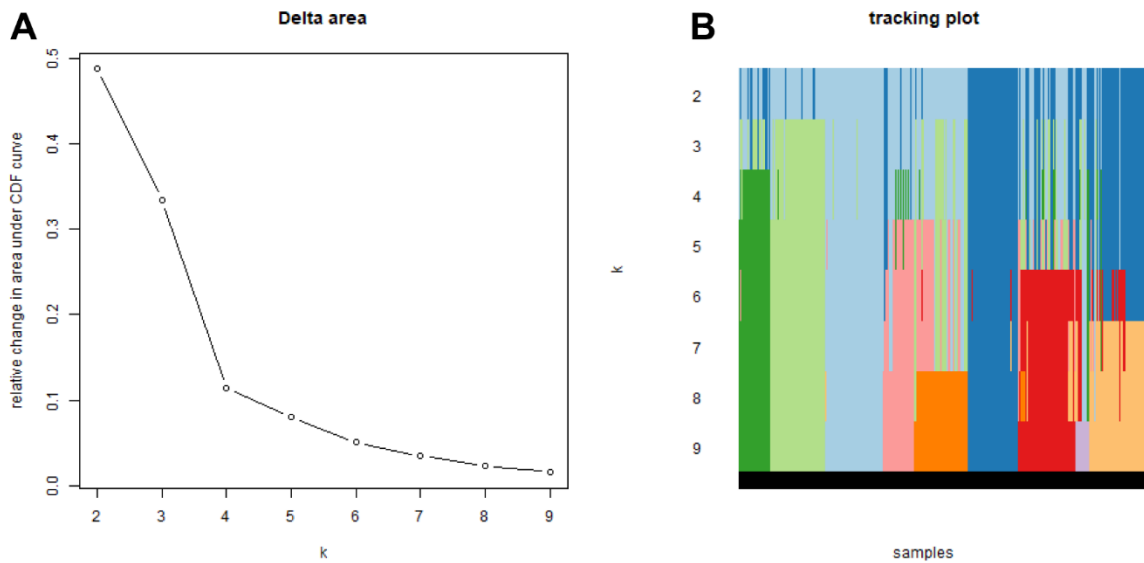 A
Delta area
relative change in area under CDF curve
0.5
0.4
0.3
0.2
0.1
0.0
2 3 4 5 6 7 8 9
k
B
tracking plot
k
2
3
4
5
6
7
8
9
samples